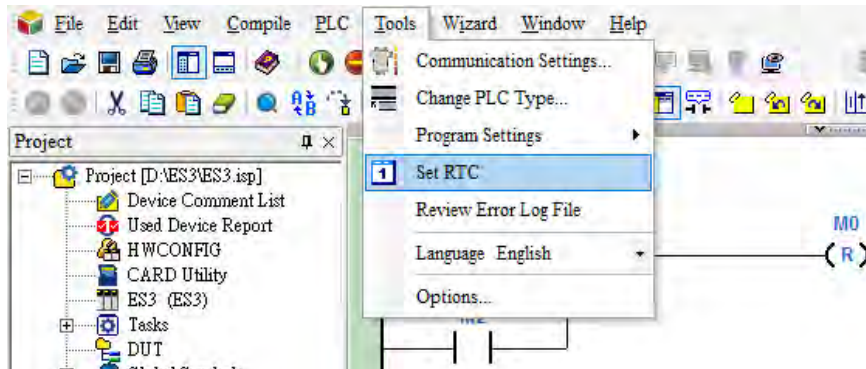 File Edit View Compile PLC Tools Wizard Window Help
Communication Settings...
Change PLC Type...
Program Settings
Set RTC
Review Error Log File
Language English
Options...
Project
Project [D:\ES3\ES3.isp]
Device Comment List
Used Device Report
HWCONFIG
CARD Utility
ES3 (ES3)
Tasks
DUT
M0
R